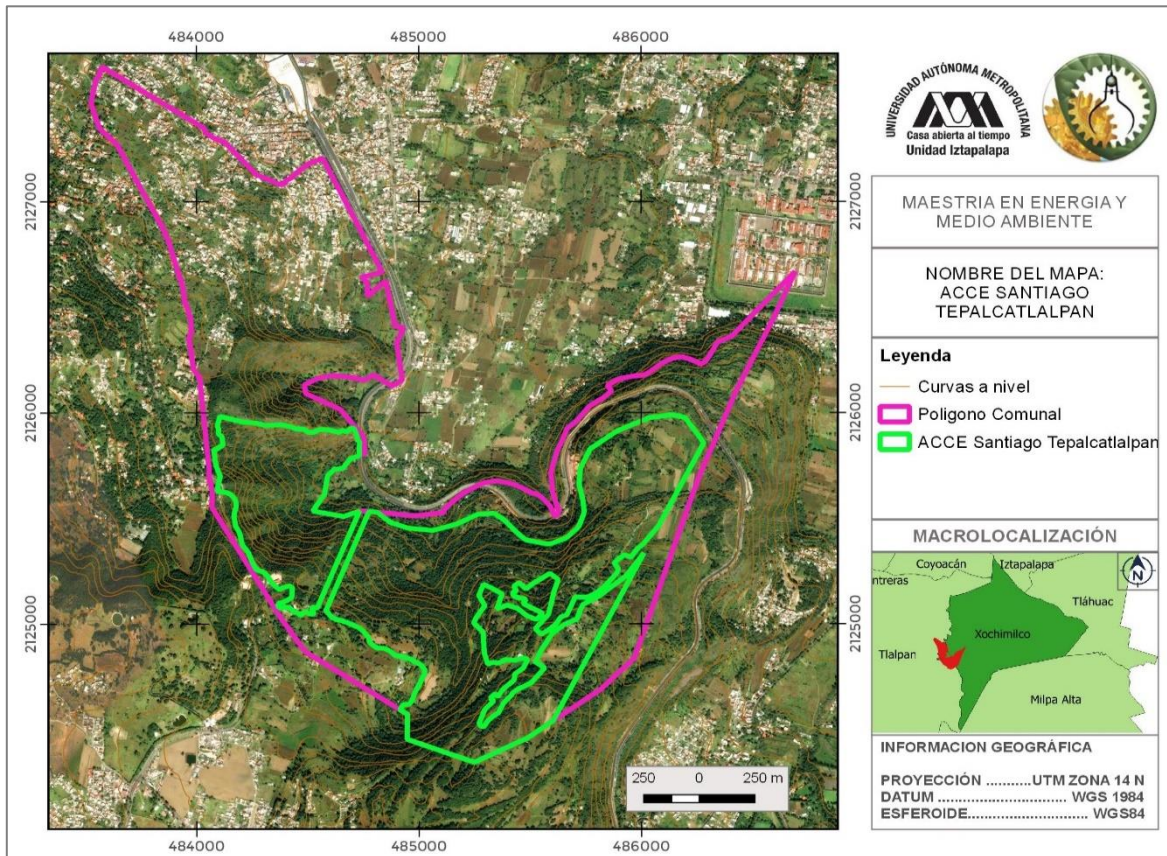 484000 485000 486000
2127000 2127000
2126000 2126000
2125000 2125000
484000 485000 486000
250 0 250 m
UNIVERSIDAD AUTÓNOMA METROPOLITANA
Casa abierta al tiempo
Unidad Iztapalapa
MAESTRIA EN ENERGIA Y
MEDIO AMBIENTE
NOMBRE DEL MAPA:
ACCE SANTIAGO
TEPALCATLALPAN
Leyenda
Curvas a nivel
Poligono Comunal
ACCE Santiago Tepalcatlalpan
MACROLOCALIZACIÓN
Coyoacán Iztapalapa
ntreras
N
Tláhuac
Xochimilco
Tlalpan
Milpa Alta
INFORMACION GEOGRÁFICA
PROYECCIÓN ..........UTM ZONA 14 N
DATUM ............................ WGS 1984
ESFEROIDE........................... WGS84